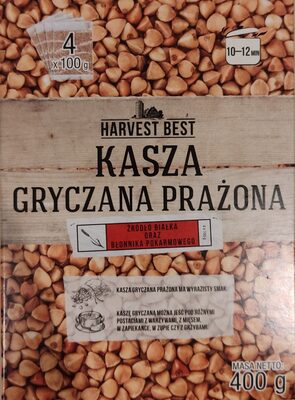 4
x 100 g
10-12 MIN
HARVEST BEST
KASZA
GRYCZANA PRAŻONA
ŹRÓDŁO BIAŁKA
ORAZ
BŁONNIKA POKARMOWEGO
KASZA GRYCZANA PRAŻONA MA WYRAZISTY SMAK.
KASZĘ GRYCZANĄ MOŻNA JEŚĆ POD RÓŻNYMI
POSTACIAMI: Z WARZYWAMI, Z MIĘSEM,
W ZAPIEKANCE, W ZUPIE CZY Z GRZYBAMI.
MASA NETTO:
400 g